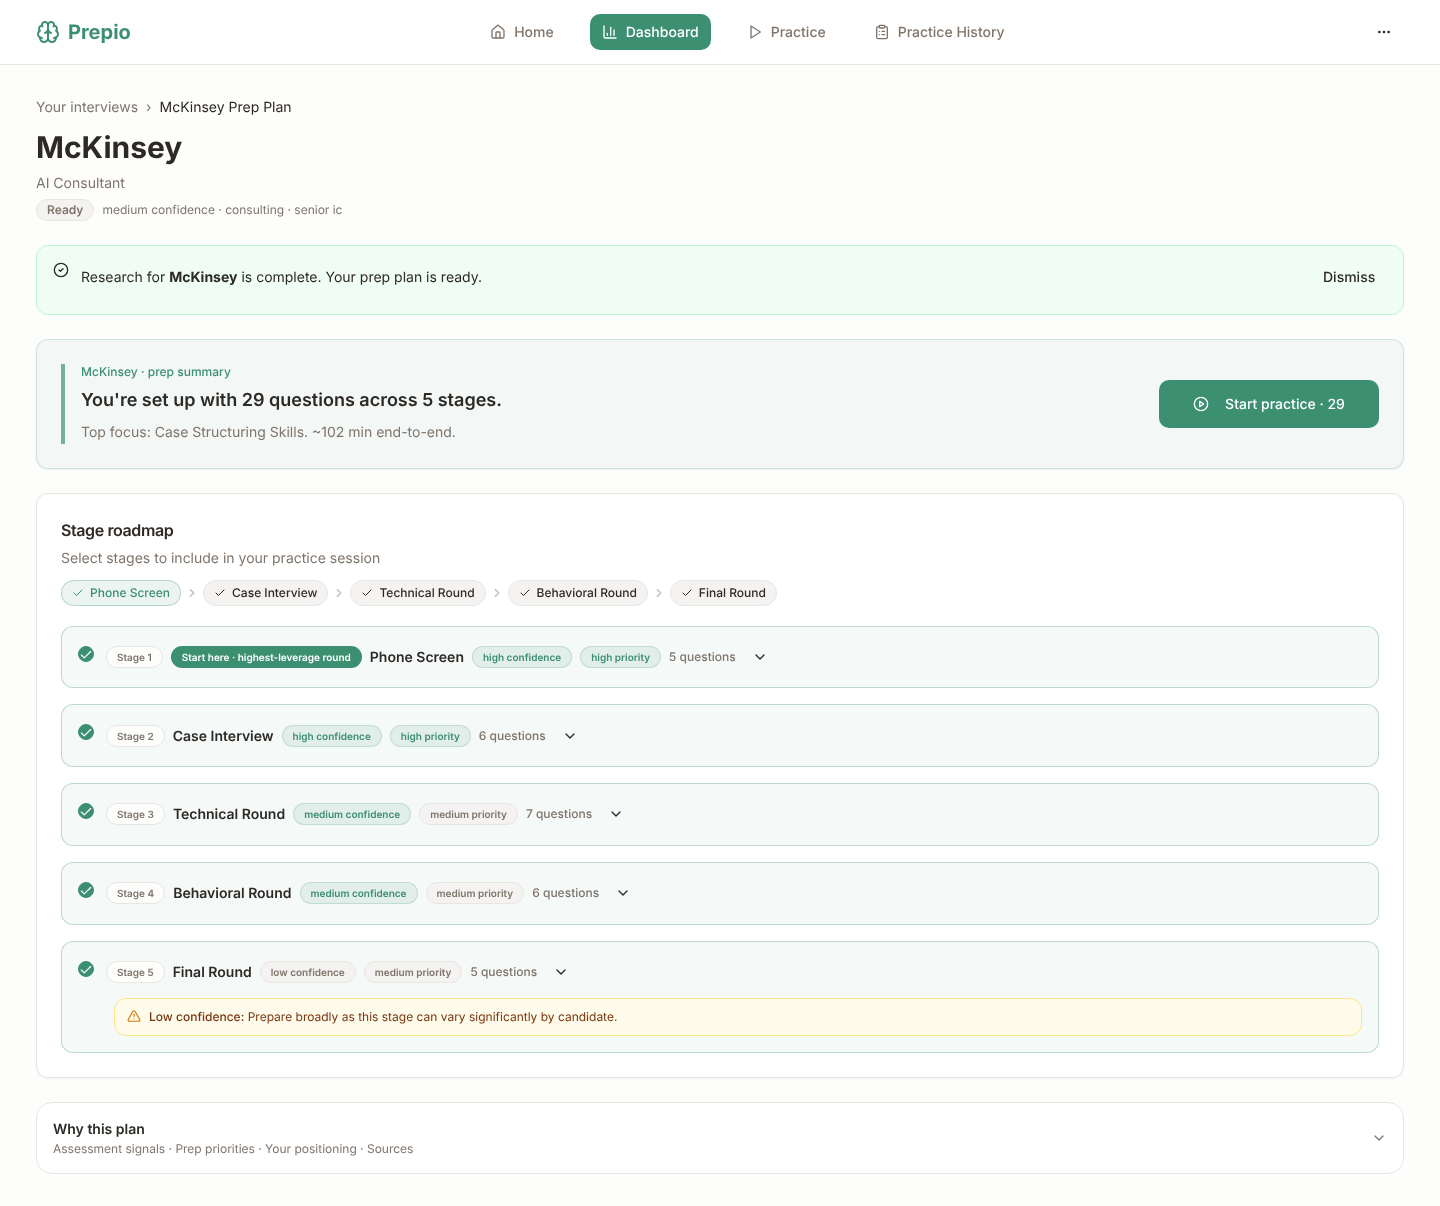 Prepio
Home
Dashboard
Practice
Practice History
Your interviews › McKinsey Prep Plan
McKinsey
AI Consultant
Ready medium confidence · consulting · senior ic
Research for McKinsey is complete. Your prep plan is ready.
Dismiss
McKinsey · prep summary
You're set up with 29 questions across 5 stages.
Top focus: Case Structuring Skills. ~102 min end-to-end.
Start practice · 29
Stage roadmap
Select stages to include in your practice session
Phone Screen › Case Interview › Technical Round › Behavioral Round › Final Round
Stage 1 Start here · highest-leverage round Phone Screen high confidence high priority 5 questions
Stage 2 Case Interview high confidence high priority 6 questions
Stage 3 Technical Round medium confidence medium priority 7 questions
Stage 4 Behavioral Round medium confidence medium priority 6 questions
Stage 5 Final Round low confidence medium priority 5 questions
Low confidence: Prepare broadly as this stage can vary significantly by candidate.
Why this plan
Assessment signals · Prep priorities · Your positioning · Sources